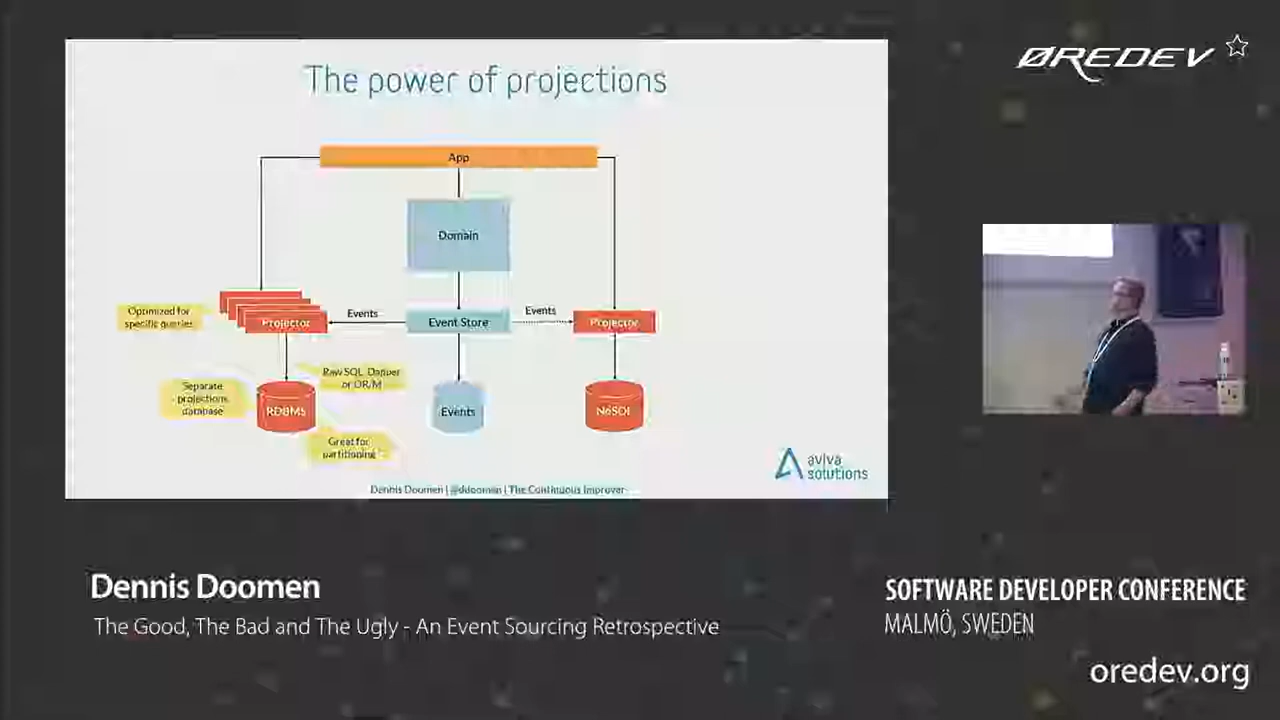 The power of projections
App
Domain
Optimized for
specific queries
Projector
Events
Event Store
Events
Projector
Raw SQL, Dapper
or OR/M
Separate
projections
database
RDBMS
Events
NoSQL
Great for
partitioning
aviva
solutions
Dennis Doomen | @ddoomen | The Continuous Improver
ØREDEV
Dennis Doomen
The Good, The Bad and The Ugly - An Event Sourcing Retrospective
SOFTWARE DEVELOPER CONFERENCE
MALMÖ, SWEDEN
oredev.org